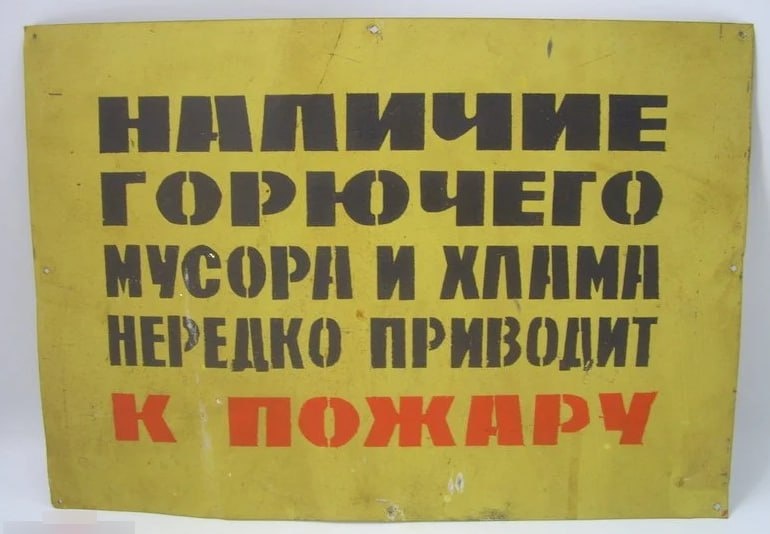 НАЛИЧИЕ
ГОРЮЧЕГО
МУСОРА И ХЛАМА
НЕРЕДКО ПРИВОДИТ
К ПОЖАРУ